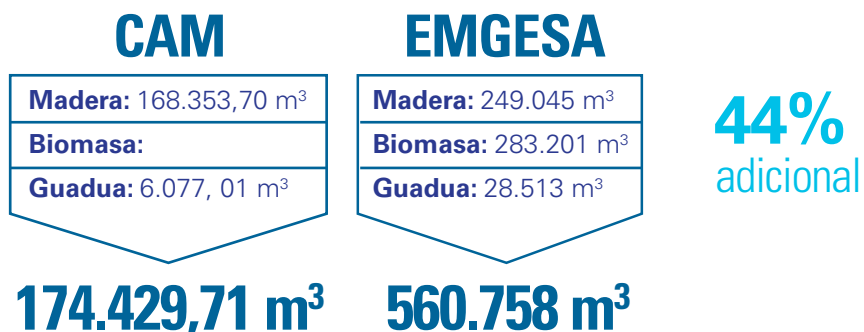 CAM
Madera: 168.353,70 m³
Biomasa:
Guadua: 6.077, 01 m³
174.429,71 m³
EMGESA
Madera: 249.045 m³
Biomasa: 283.201 m³
Guadua: 28.513 m³
560.758 m³
44%
adicional